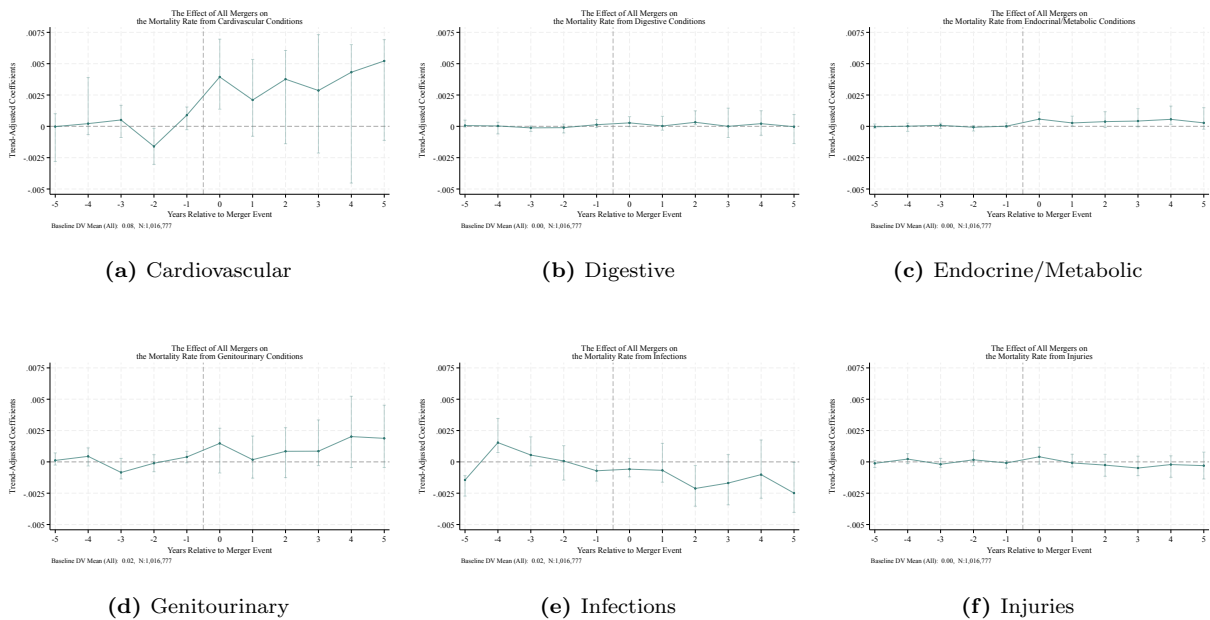 The Effect of All Mergers on
the Mortality Rate from Cardiovascular Conditions
.0075
.005
.0025
0
-.0025
-.005
Trend-Adjusted Coefficients
-5 -4 -3 -2 -1 0 1 2 3 4 5
Years Relative to Merger Event
Baseline DV Mean (All): 0.08, N:1,016,777
(a) Cardiovascular
The Effect of All Mergers on
the Mortality Rate from Digestive Conditions
.0075
.005
.0025
0
-.0025
-.005
Trend-Adjusted Coefficients
-5 -4 -3 -2 -1 0 1 2 3 4 5
Years Relative to Merger Event
Baseline DV Mean (All): 0.00, N:1,016,777
(b) Digestive
The Effect of All Mergers on
the Mortality Rate from Endocrinal/Metabolic Conditions
.0075
.005
.0025
0
-.0025
-.005
Trend-Adjusted Coefficients
-5 -4 -3 -2 -1 0 1 2 3 4 5
Years Relative to Merger Event
Baseline DV Mean (All): 0.00, N:1,016,777
(c) Endocrine/Metabolic
The Effect of All Mergers on
the Mortality Rate from Genitourinary Conditions
.0075
.005
.0025
0
-.0025
-.005
Trend-Adjusted Coefficients
-5 -4 -3 -2 -1 0 1 2 3 4 5
Years Relative to Merger Event
Baseline DV Mean (All): 0.02, N:1,016,777
(d) Genitourinary
The Effect of All Mergers on
the Mortality Rate from Infections
.0075
.005
.0025
0
-.0025
-.005
Trend-Adjusted Coefficients
-5 -4 -3 -2 -1 0 1 2 3 4 5
Years Relative to Merger Event
Baseline DV Mean (All): 0.02, N:1,016,777
(e) Infections
The Effect of All Mergers on
the Mortality Rate from Injuries
.0075
.005
.0025
0
-.0025
-.005
Trend-Adjusted Coefficients
-5 -4 -3 -2 -1 0 1 2 3 4 5
Years Relative to Merger Event
Baseline DV Mean (All): 0.00, N:1,016,777
(f) Injuries